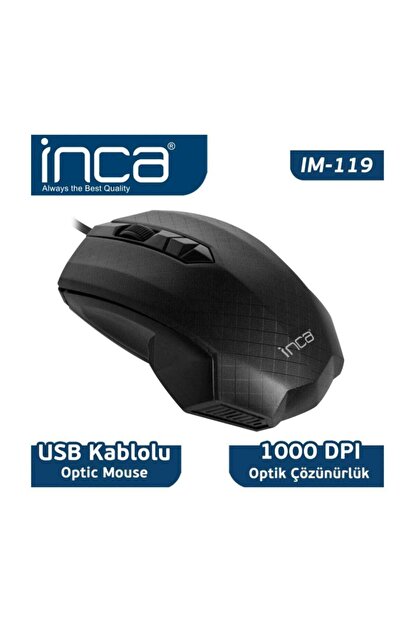 inca®
Always the Best Quality
IM-119
inca®
USB Kablolu
Optic Mouse
1000 DPI
Optik Çözünürlük